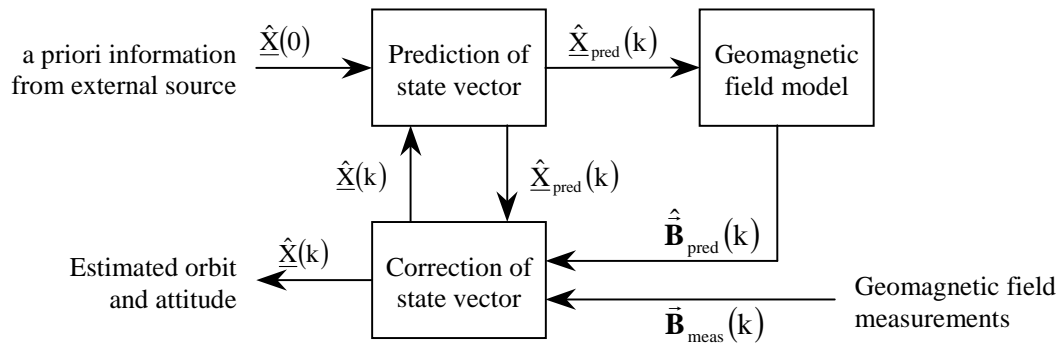 a priori information
from external source
X̂(0)
Prediction of
state vector
X̂pred(k)
Geomagnetic
field model
X̂(k)
X̂pred(k)
Estimated orbit
and attitude
X̂(k)
Correction of
state vector
B̂⃗pred(k)
B⃗meas(k)
Geomagnetic field
measurements